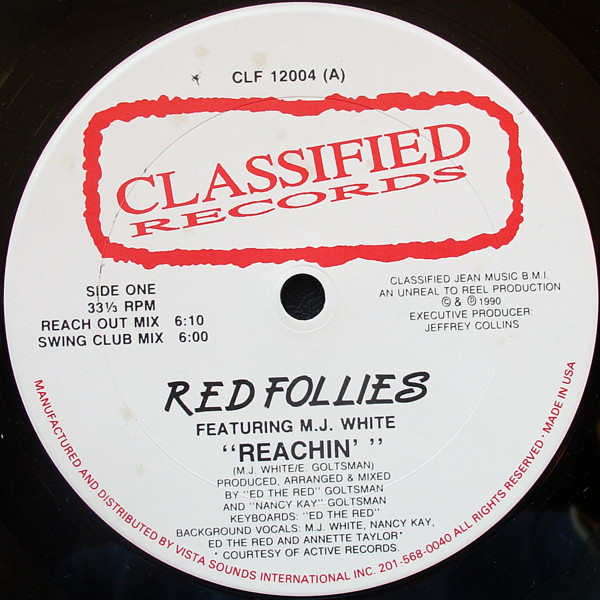 CLF 12004 (A)
CLASSIFIED
RECORDS
SIDE ONE
33⅓ RPM
REACH OUT MIX 6:10
SWING CLUB MIX 6:00
CLASSIFIED JEAN MUSIC B.M.I.
AN UNREAL TO REEL PRODUCTION
© & ℗ 1990
EXECUTIVE PRODUCER:
JEFFREY COLLINS
RED FOLLIES
FEATURING M.J. WHITE
“REACHIN’ ”
(M.J. WHITE/E. GOLTSMAN)
PRODUCED, ARRANGED & MIXED
BY "ED THE RED" GOLTSMAN
AND "NANCY KAY" GOLTSMAN
KEYBOARDS: "ED THE RED"
BACKGROUND VOCALS: M.J. WHITE, NANCY KAY,
ED THE RED AND ANNETTE TAYLOR*
* COURTESY OF ACTIVE RECORDS.
MANUFACTURED AND DISTRIBUTED BY VISTA SOUNDS INTERNATIONAL INC. 201-568-0040 ALL RIGHTS RESERVED · MADE IN USA